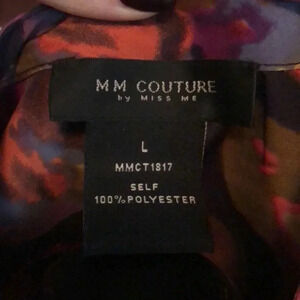 MM COUTURE
by MISS ME
L
MMCT1817
SELF
100%POLYESTER